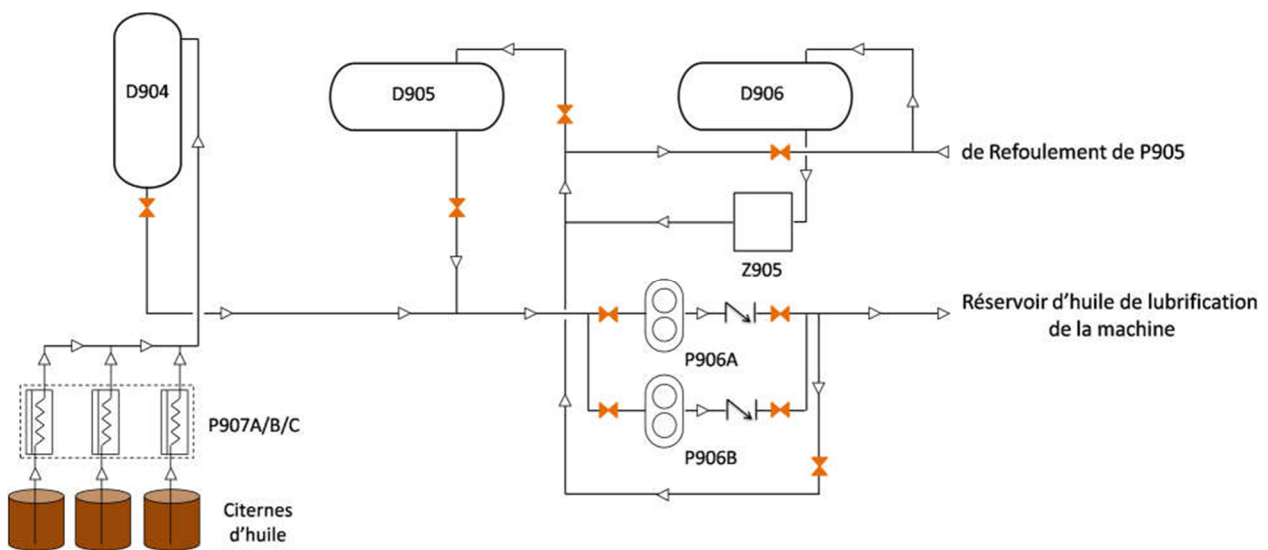 D904
D905
D906
de Refoulement de P905
Z905
Réservoir d'huile de lubrification
de la machine
P906A
P907A/B/C
P906B
Citernes
d'huile